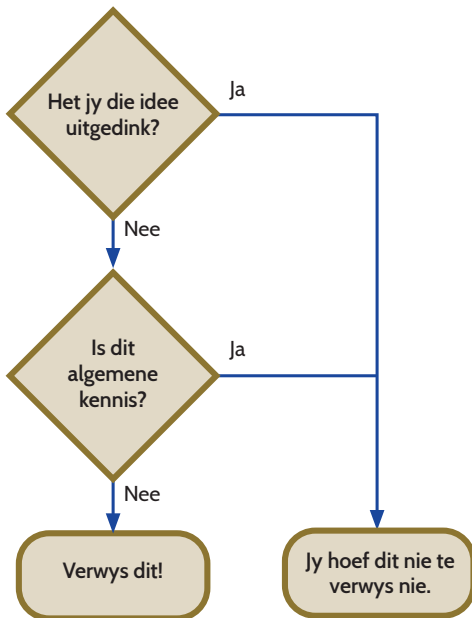 Het jy die idee
uitgedink?
Ja
Nee
Is dit
algemene
kennis?
Ja
Nee
Verwys dit!
Jy hoef dit nie te
verwys nie.